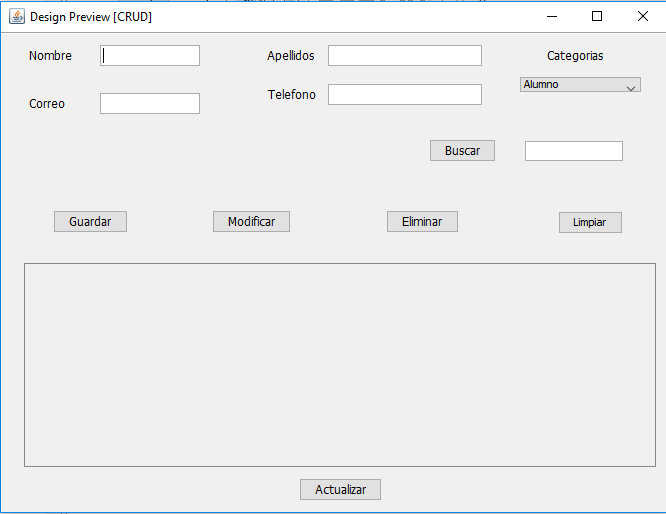 Design Preview [CRUD]
Nombre
Apellidos
Categorias
Alumno
Correo
Telefono
Buscar
Guardar
Modificar
Eliminar
Limpiar
Actualizar